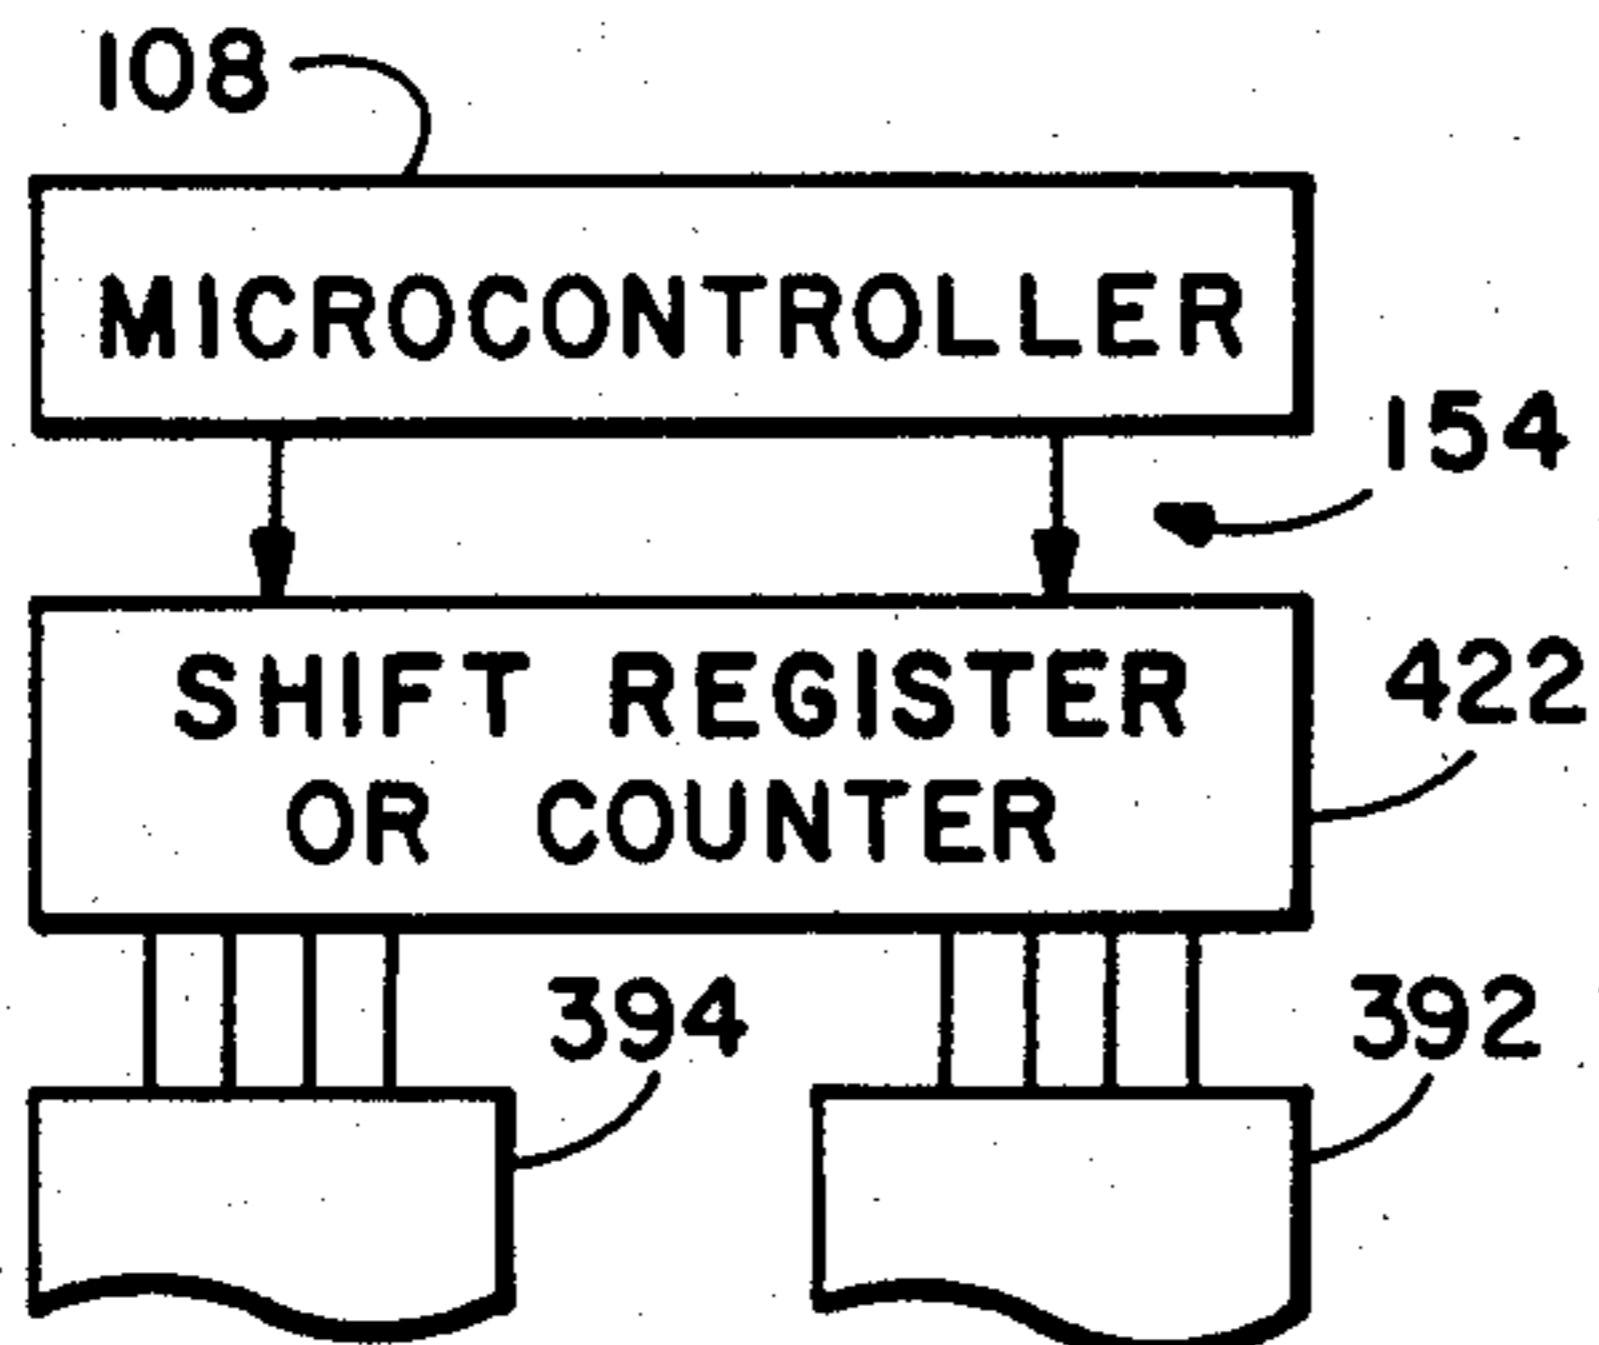 108
MICROCONTROLLER
154
SHIFT REGISTER
OR COUNTER
422
394
392